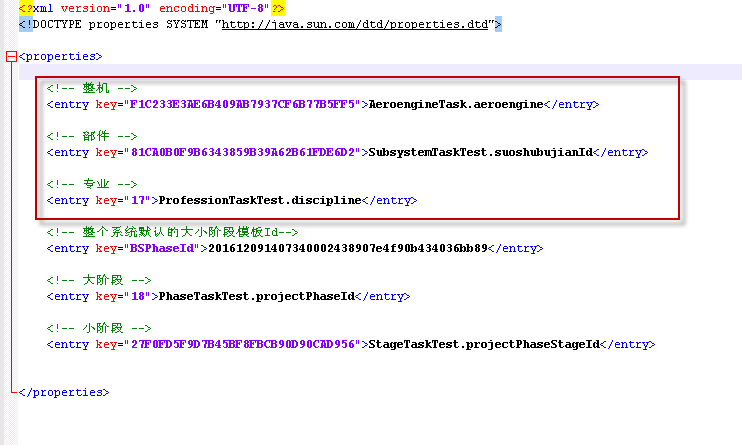 <?xml version="1.0" encoding="UTF-8"?>
<!DOCTYPE properties SYSTEM "http://java.sun.com/dtd/properties.dtd">
<properties>
<!-- 整机 -->
<entry key="F1C233E3AE6B409AB7937CF6B77B5FF5">AeroengineTask.aeroengine</entry>
<!-- 部件 -->
<entry key="81CA0B0F9B6343859B39A62B61FDE6D2">SubsystemTaskTest.suoshubujianId</entry>
<!-- 专业 -->
<entry key="17">ProfessionTaskTest.discipline</entry>
<!-- 整个系统默认的大小阶段模板Id-->
<entry key="BSPhaseId">201612091407340002438907e4f90b434036bb89</entry>
<!-- 大阶段 -->
<entry key="18">PhaseTaskTest.projectPhaseId</entry>
<!-- 小阶段 -->
<entry key="27F0FD5F9D7B45BF8FBCB90D90CAD956">StageTaskTest.projectPhaseStageId</entry>
</properties>